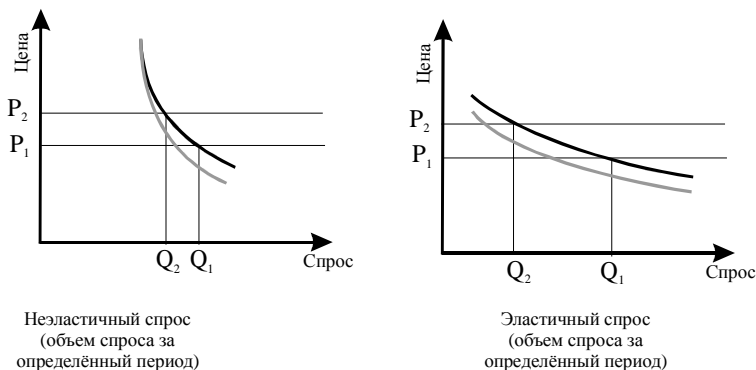 Цена
P₂
P₁
Q₂ Q₁
Спрос
Неэластичный спрос
(объем спроса за
определённый период)
Цена
P₂
P₁
Q₂ Q₁
Спрос
Эластичный спрос
(объем спроса за
определённый период)